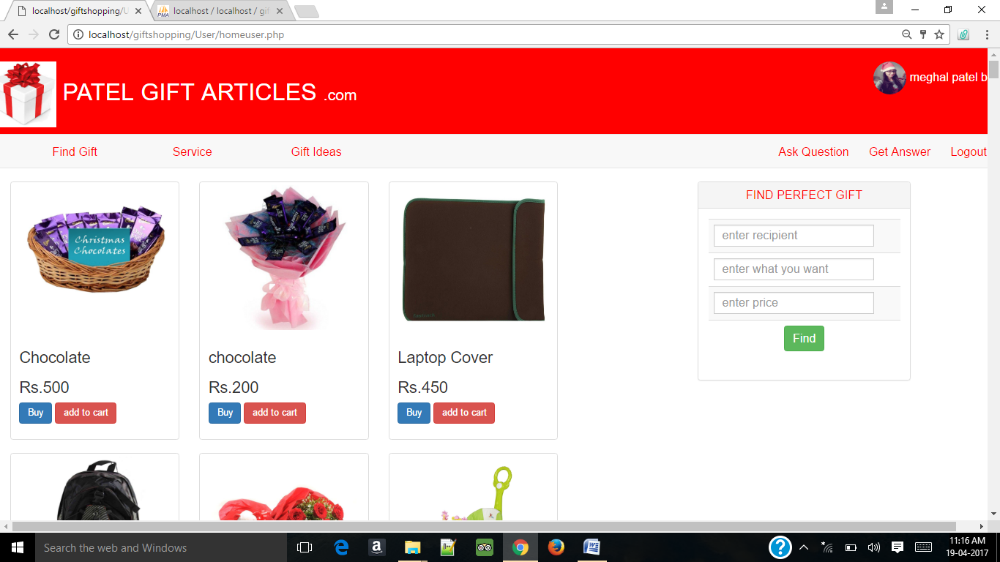 localhost/giftshopping/U
localhost / localhost / gif
PMA
localhost/giftshopping/User/homeuser.php
PATEL GIFT ARTICLES .com
meghal patel b
Find Gift
Service
Gift Ideas
Ask Question
Get Answer
Logout
Christmas
Chocolates
Chocolate
Rs.500
Buy
add to cart
chocolate
Rs.200
Buy
add to cart
Laptop Cover
Rs.450
Buy
add to cart
FIND PERFECT GIFT
enter recipient
enter what you want
enter price
Find
Search the web and Windows
11:16 AM
19-04-2017